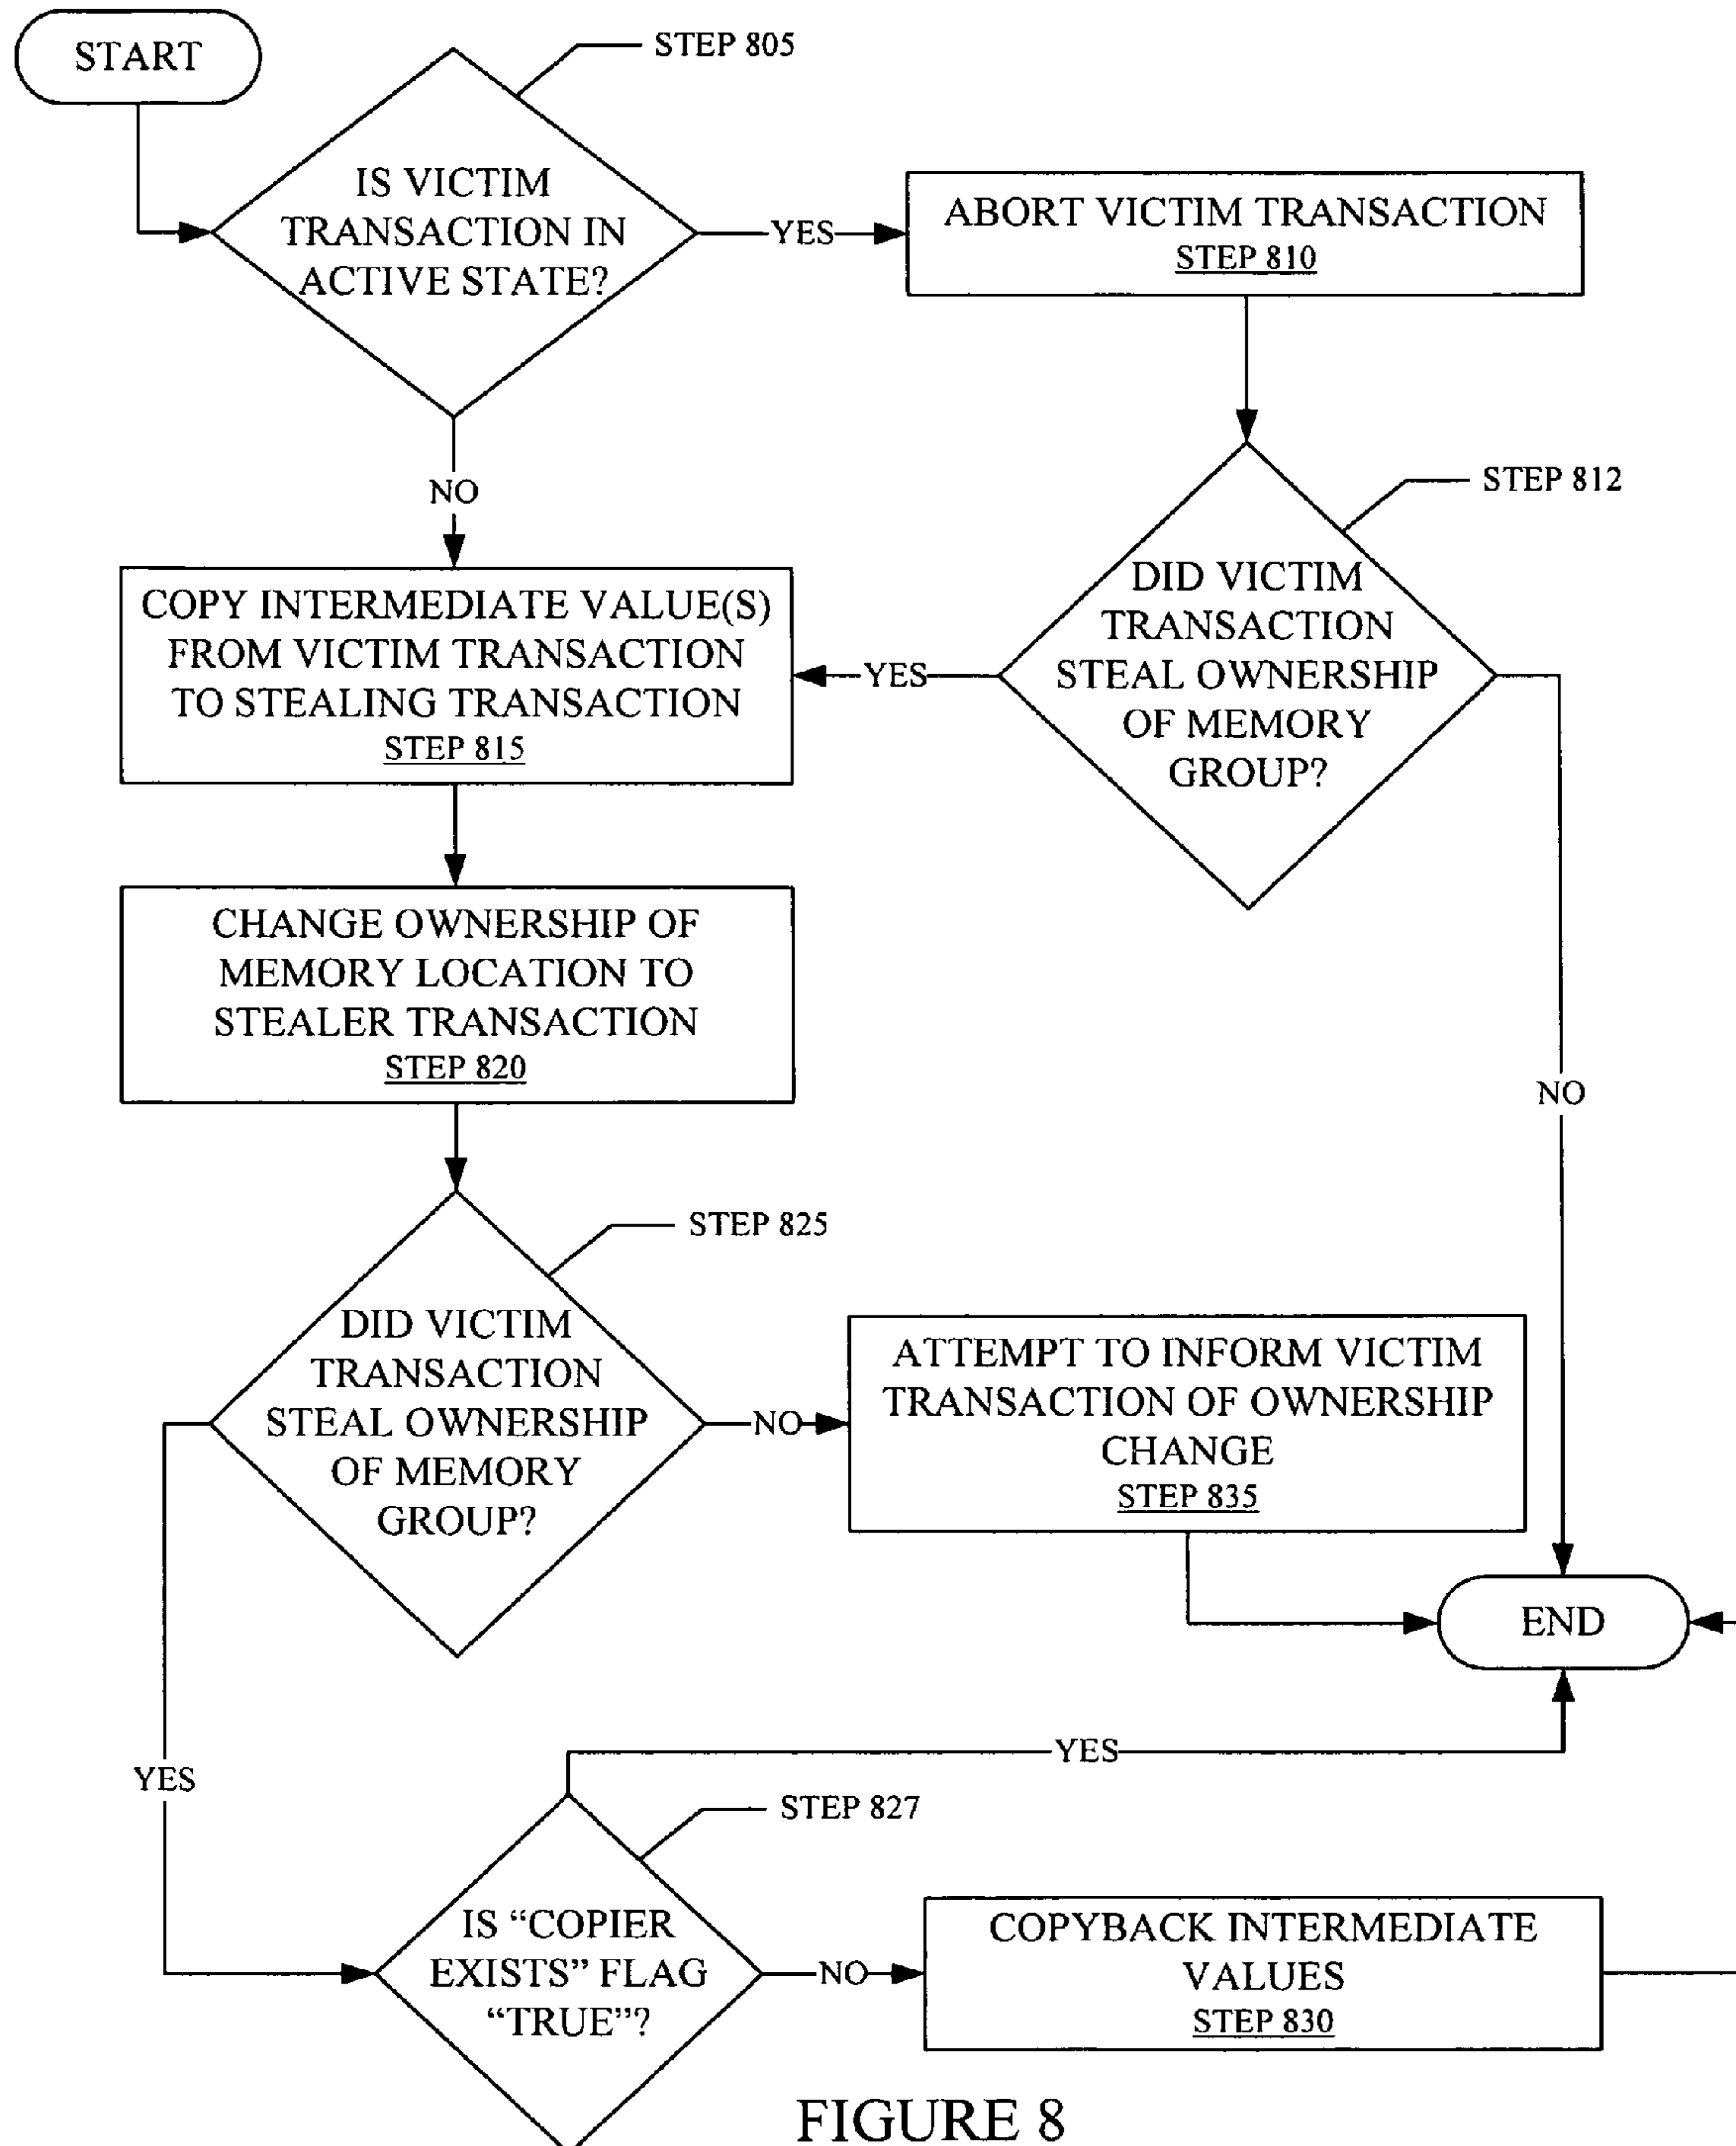 START
STEP 805
IS VICTIM
TRANSACTION IN
ACTIVE STATE?
YES
ABORT VICTIM TRANSACTION
STEP 810
NO
STEP 812
DID VICTIM
TRANSACTION
STEAL OWNERSHIP
OF MEMORY
GROUP?
YES
COPY INTERMEDIATE VALUE(S)
FROM VICTIM TRANSACTION
TO STEALING TRANSACTION
STEP 815
CHANGE OWNERSHIP OF
MEMORY LOCATION TO
STEALER TRANSACTION
STEP 820
NO
STEP 825
DID VICTIM
TRANSACTION
STEAL OWNERSHIP
OF MEMORY
GROUP?
NO
ATTEMPT TO INFORM VICTIM
TRANSACTION OF OWNERSHIP
CHANGE
STEP 835
END
YES
YES
STEP 827
IS “COPIER
EXISTS” FLAG
“TRUE”?
NO
COPYBACK INTERMEDIATE
VALUES
STEP 830
FIGURE 8